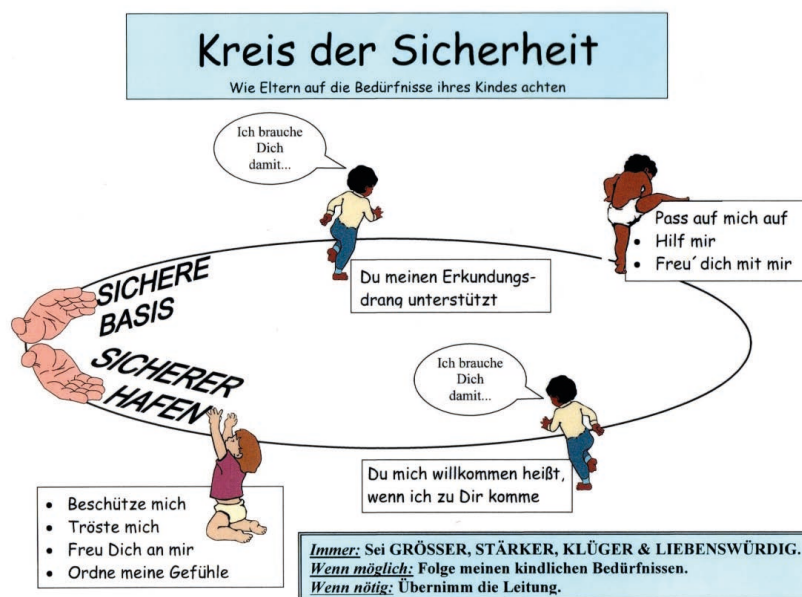 Kreis der Sicherheit
Wie Eltern auf die Bedürfnisse ihres Kindes achten
Ich brauche
Dich
damit...
Pass auf mich auf
• Hilf mir
• Freu´dich mit mir
Du meinen Erkundungs-
drang unterstützt
SICHERE
BASIS
SICHERER
HAFEN
Ich brauche
Dich
damit...
Du mich willkommen heißt,
wenn ich zu Dir komme
• Beschütze mich
• Tröste mich
• Freu Dich an mir
• Ordne meine Gefühle
Immer: Sei GRÖSSER, STÄRKER, KLÜGER & LIEBENSWÜRDIG.
Wenn möglich: Folge meinen kindlichen Bedürfnissen.
Wenn nötig: Übernimm die Leitung.